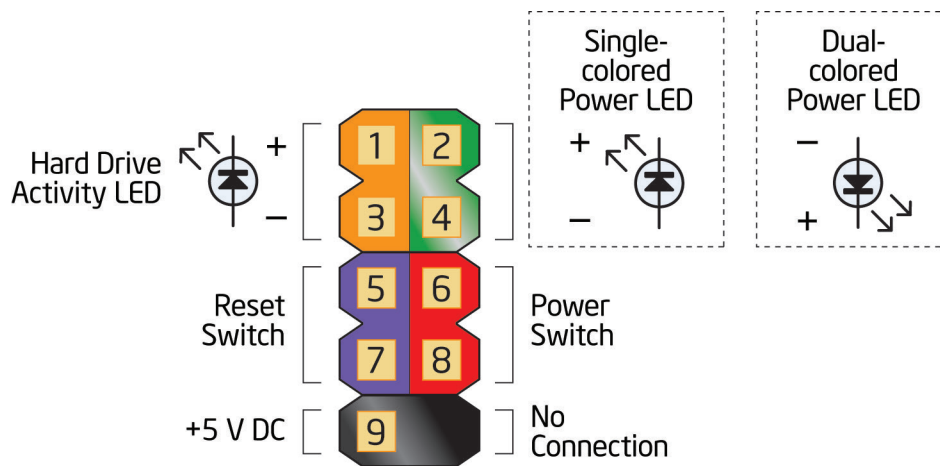 Single-
colored
Power LED
Dual-
colored
Power LED
Hard Drive
Activity LED
+
−
1
2
3
4
+
−
−
+
Reset
Switch
5
6
7
8
Power
Switch
+5 V DC
9
No
Connection